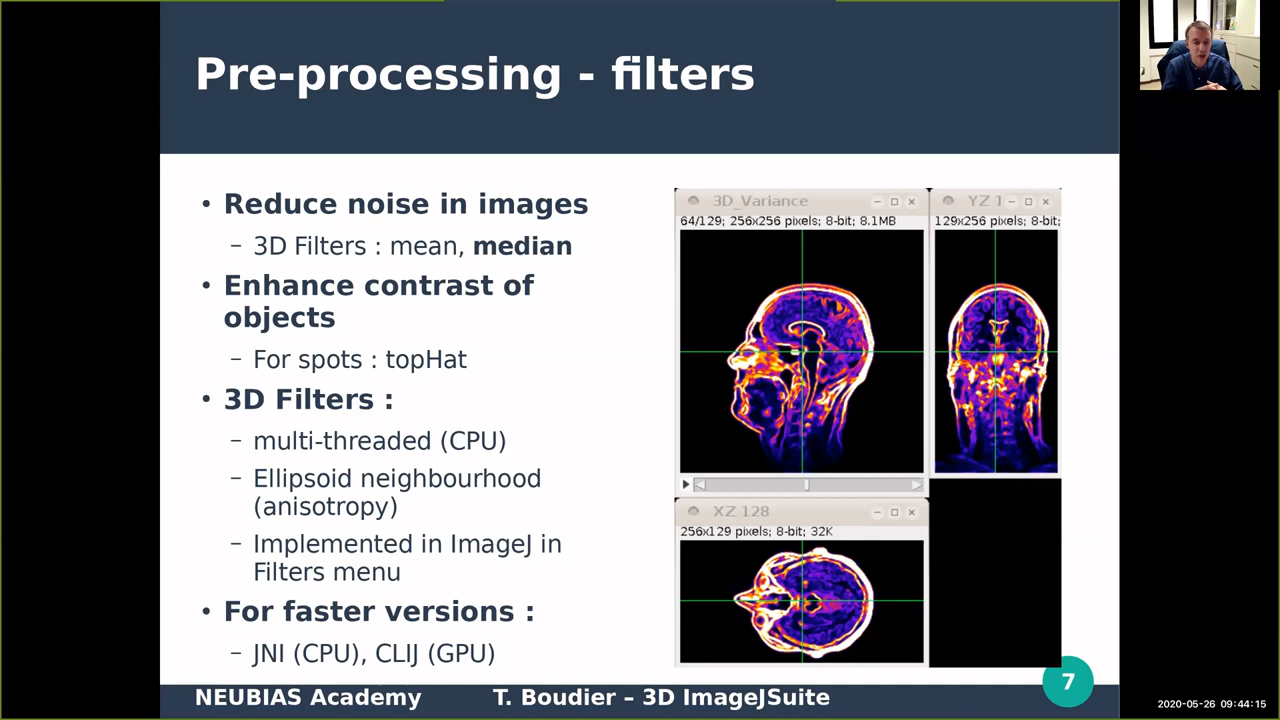 Pre-processing - filters
• Reduce noise in images
– 3D Filters : mean, median
• Enhance contrast of
objects
– For spots : topHat
• 3D Filters :
– multi-threaded (CPU)
– Ellipsoid neighbourhood
(anisotropy)
– Implemented in ImageJ in
Filters menu
• For faster versions :
– JNI (CPU), CLIJ (GPU)
3D_Variance
64/129; 256x256 pixels; 8-bit; 8.1MB
YZ 1
129x256 pixels; 8-bit;
XZ 128
256x129 pixels; 8-bit; 32K
NEUBIAS Academy T. Boudier – 3D ImageJSuite
7
2020-05-26 09:44:15